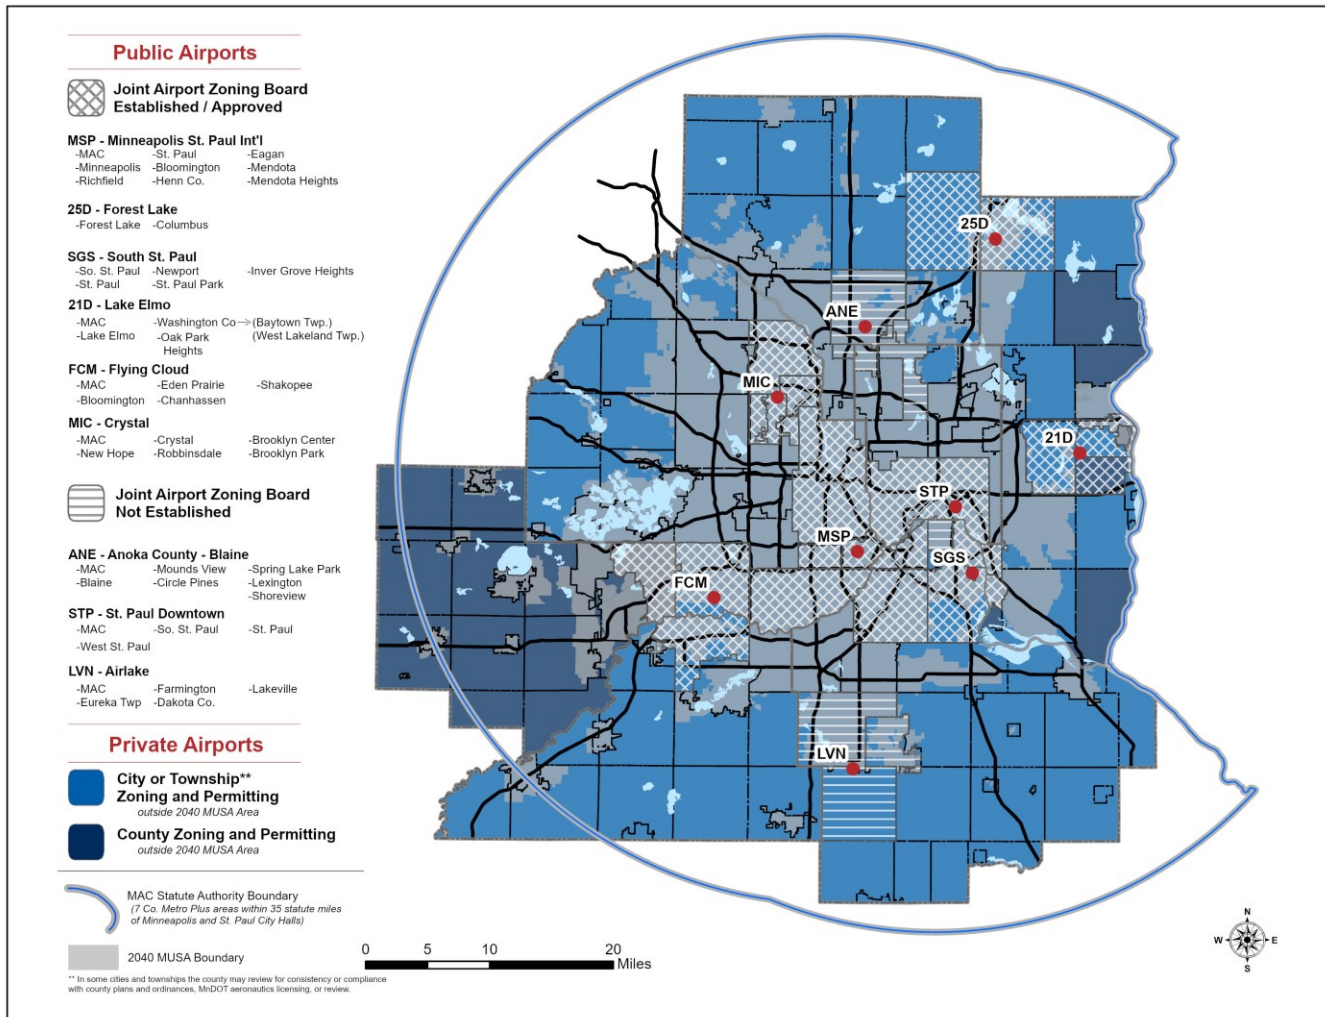 Public Airports
Joint Airport Zoning Board
Established / Approved
MSP - Minneapolis St. Paul Int'l
-MAC -St. Paul -Eagan
-Minneapolis -Bloomington -Mendota
-Richfield -Henn Co. -Mendota Heights
25D - Forest Lake
-Forest Lake -Columbus
SGS - South St. Paul
-So. St. Paul -Newport -Inver Grove Heights
-St. Paul -St. Paul Park
21D - Lake Elmo
-MAC -Washington Co → (Baytown Twp.)
-Lake Elmo -Oak Park (West Lakeland Twp.)
Heights
FCM - Flying Cloud
-MAC -Eden Prairie -Shakopee
-Bloomington -Chanhassen
MIC - Crystal
-MAC -Crystal -Brooklyn Center
-New Hope -Robbinsdale -Brooklyn Park
Joint Airport Zoning Board
Not Established
ANE - Anoka County - Blaine
-MAC -Mounds View -Spring Lake Park
-Blaine -Circle Pines -Lexington
-Shoreview
STP - St. Paul Downtown
-MAC -So. St. Paul -St. Paul
-West St. Paul
LVN - Airlake
-MAC -Farmington -Lakeville
-Eureka Twp -Dakota Co.
Private Airports
City or Township**
Zoning and Permitting
outside 2040 MUSA Area
County Zoning and Permitting
outside 2040 MUSA Area
MAC Statute Authority Boundary
(7 Co. Metro Plus areas within 35 statute miles
of Minneapolis and St. Paul City Halls)
2040 MUSA Boundary
** In some cities and townships the county may review for consistency or compliance
with county plans and ordinances, MnDOT aeronautics licensing, or review.
25D
ANE
MIC
21D
STP
MSP
SGS
FCM
LVN
0 5 10 20
Miles
N
W E
S